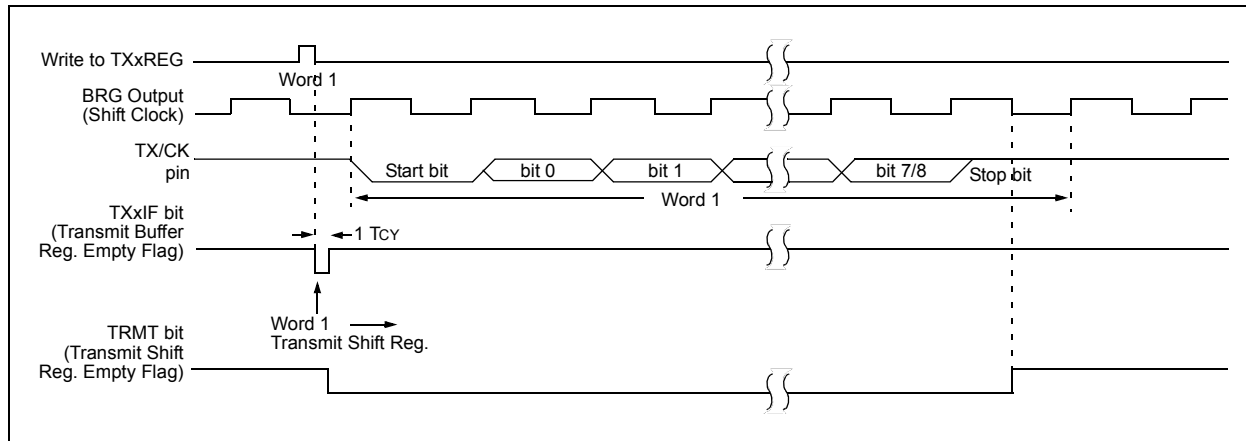 Write to TXxREG
Word 1
BRG Output
(Shift Clock)
TX/CK
pin
Start bit
bit 0
bit 1
bit 7/8
Stop bit
Word 1
TXxIF bit
(Transmit Buffer
Reg. Empty Flag)
1 TCY
Word 1
Transmit Shift Reg.
TRMT bit
(Transmit Shift
Reg. Empty Flag)